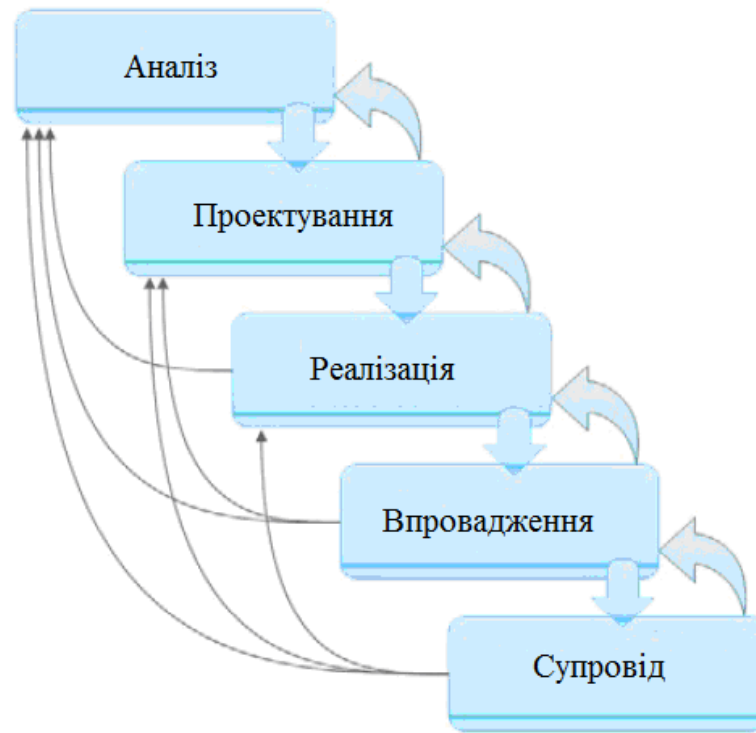 Аналіз
Проектування
Реалізація
Впровадження
Супровід